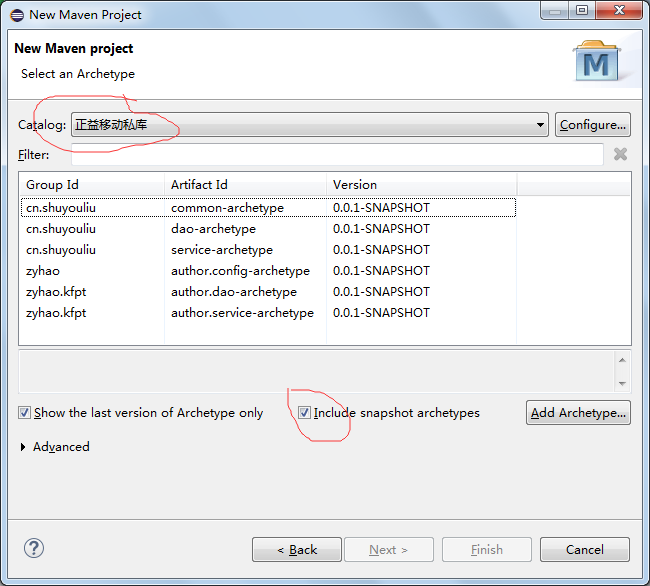 New Maven Project
New Maven project
Select an Archetype
M
Catalog: 正益移动私库 Configure...
Filter:
Group Id Artifact Id Version
cn.shuyouliu common-archetype 0.0.1-SNAPSHOT
cn.shuyouliu dao-archetype 0.0.1-SNAPSHOT
cn.shuyouliu service-archetype 0.0.1-SNAPSHOT
zyhao author.config-archetype 0.0.1-SNAPSHOT
zyhao.kfpt author.dao-archetype 0.0.1-SNAPSHOT
zyhao.kfpt author.service-archetype 0.0.1-SNAPSHOT
Show the last version of Archetype only Include snapshot archetypes Add Archetype...
Advanced
? < Back Next > Finish Cancel